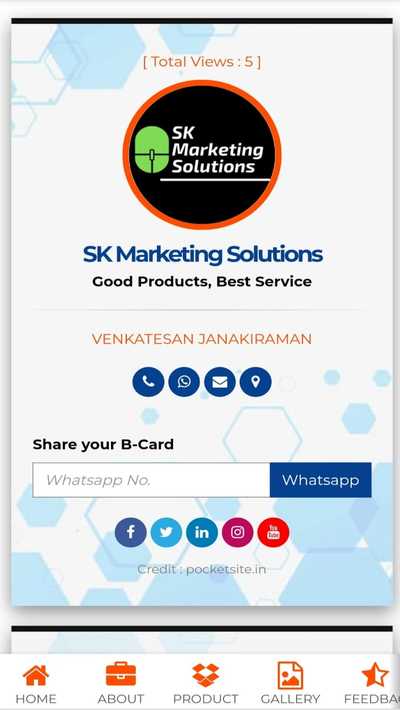 [ Total Views : 5 ]
SK
Marketing
Solutions
SK Marketing Solutions
Good Products, Best Service
VENKATESAN JANAKIRAMAN
Share your B-Card
Whatsapp No.
Whatsapp
You
Tube
Credit : pocketsite.in
HOME
ABOUT
PRODUCT
GALLERY
FEEDBA